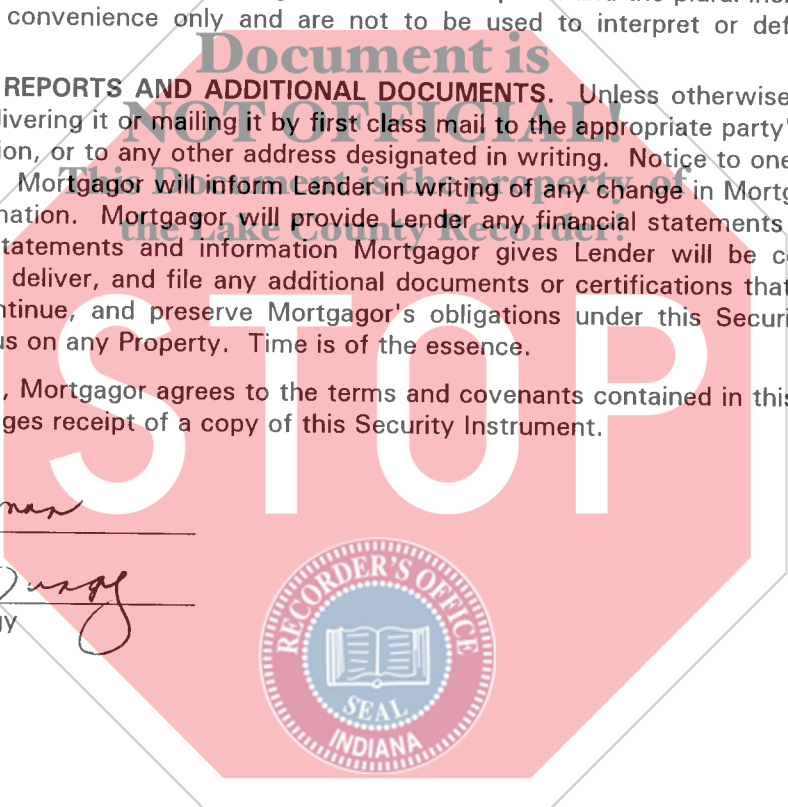 convenience only and are not to be used to interpret or def
Document is
REPORTS AND ADDITIONAL DOCUMENTS. Unless otherwise
livering it or mailing it by first class mail to the appropriate party'
NOT OFFICIAL!
ion, or to any other address designated in writing. Notice to one
This Document is the property of
Mortgagor will inform Lender in writing of any change in Mortg
nation. Mortgagor will provide Lender any financial statements
the Lake County Recorder!
tatements and information Mortgagor gives Lender will be c
deliver, and file any additional documents or certifications that
ntinue, and preserve Mortgagor's obligations under this Securi
us on any Property. Time is of the essence.
, Mortgagor agrees to the terms and covenants contained in this
ges receipt of a copy of this Security Instrument.
STOP
gy
RECORDER'S OFFICE
SEAL
INDIANA